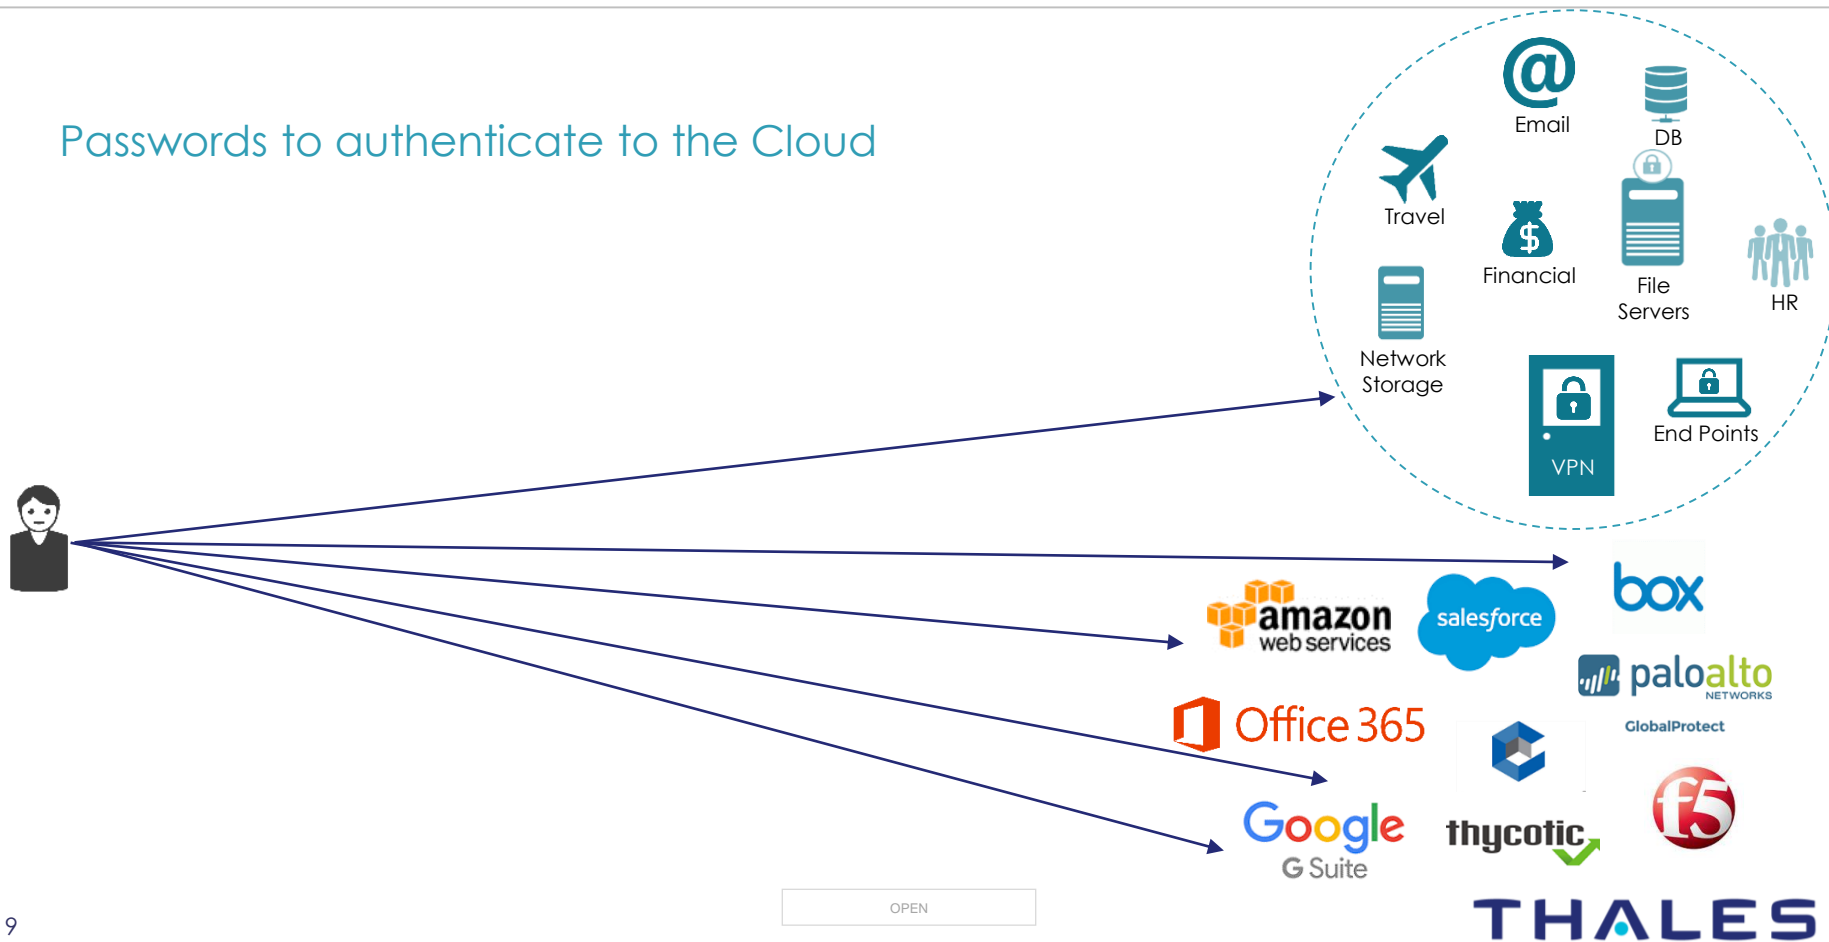 Passwords to authenticate to the Cloud
@
Email
DB
Travel
$
Financial
File
Servers
HR
Network
Storage
VPN
End Points
box
amazon
web services
salesforce
paloalto
NETWORKS
GlobalProtect
Office 365
Google
G Suite
thycotic
f5
OPEN
9
THALES